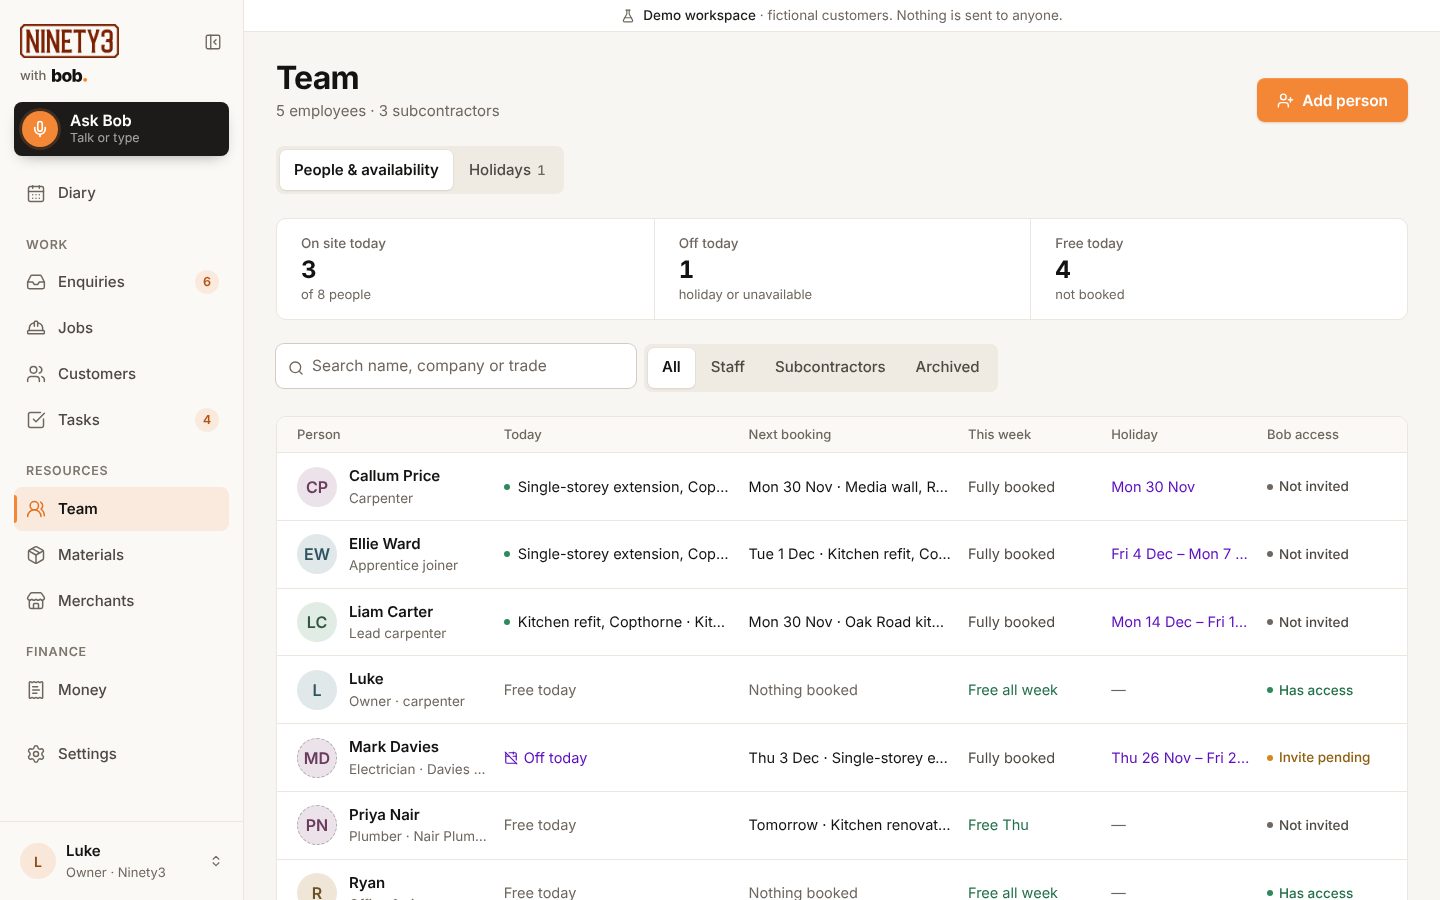 NINETY3
with bob.
Ask Bob
Talk or type
Diary
WORK
Enquiries 6
Jobs
Customers
Tasks 4
RESOURCES
Team
Materials
Merchants
FINANCE
Money
Settings
L
Luke
Owner · Ninety3
Demo workspace · fictional customers. Nothing is sent to anyone.
Team
5 employees · 3 subcontractors
Add person
People & availability
Holidays 1
On site today
3
of 8 people
Off today
1
holiday or unavailable
Free today
4
not booked
Search name, company or trade
All Staff Subcontractors Archived
Person Today Next booking This week Holiday Bob access
CP
Callum Price
Carpenter
Single-storey extension, Cop...
Mon 30 Nov · Media wall, R...
Fully booked
Mon 30 Nov
Not invited
EW
Ellie Ward
Apprentice joiner
Single-storey extension, Cop...
Tue 1 Dec · Kitchen refit, Co...
Fully booked
Fri 4 Dec – Mon 7 ...
Not invited
LC
Liam Carter
Lead carpenter
Kitchen refit, Copthorne · Kit...
Mon 30 Nov · Oak Road kit...
Fully booked
Mon 14 Dec – Fri 1...
Not invited
L
Luke
Owner · carpenter
Free today
Nothing booked
Free all week
—
Has access
MD
Mark Davies
Electrician · Davies ...
Off today
Thu 3 Dec · Single-storey e...
Fully booked
Thu 26 Nov – Fri 2...
Invite pending
PN
Priya Nair
Plumber · Nair Plum...
Free today
Tomorrow · Kitchen renovat...
Free Thu
—
Not invited
R
Ryan
Free today
Nothing booked
Free all week
—
Has access